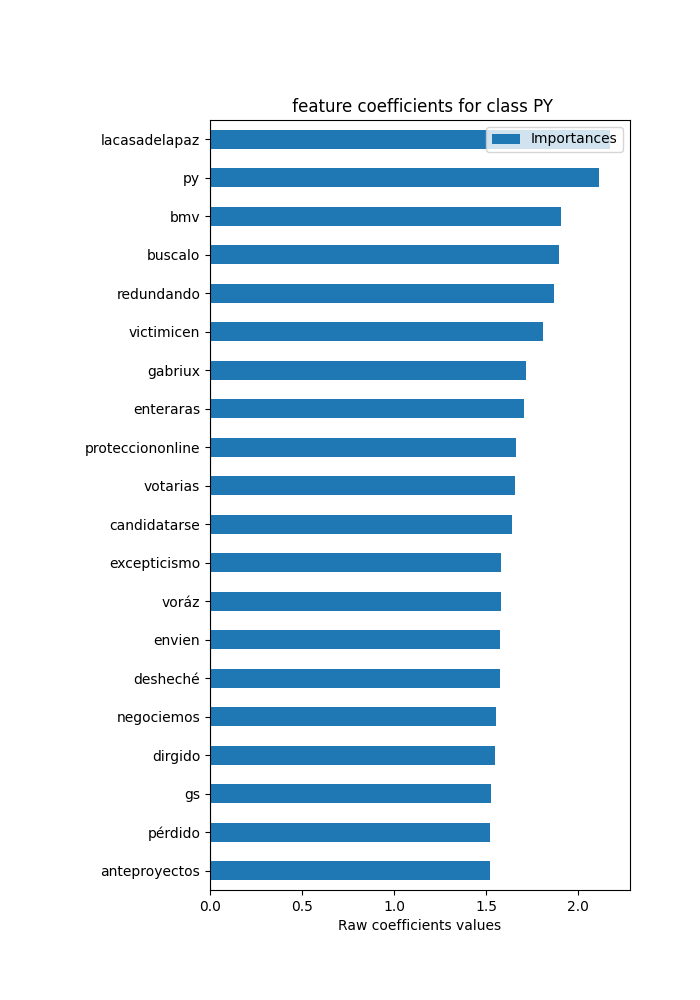 feature coefficients for class PY
Importances
lacasadelapaz
py
bmv
buscalo
redundando
victimicen
gabriux
enteraras
protecciononline
votarias
candidatarse
excepticismo
voráz
envien
desheché
negociemos
dirgido
gs
pérdido
anteproyectos
0.0 0.5 1.0 1.5 2.0
Raw coefficients values